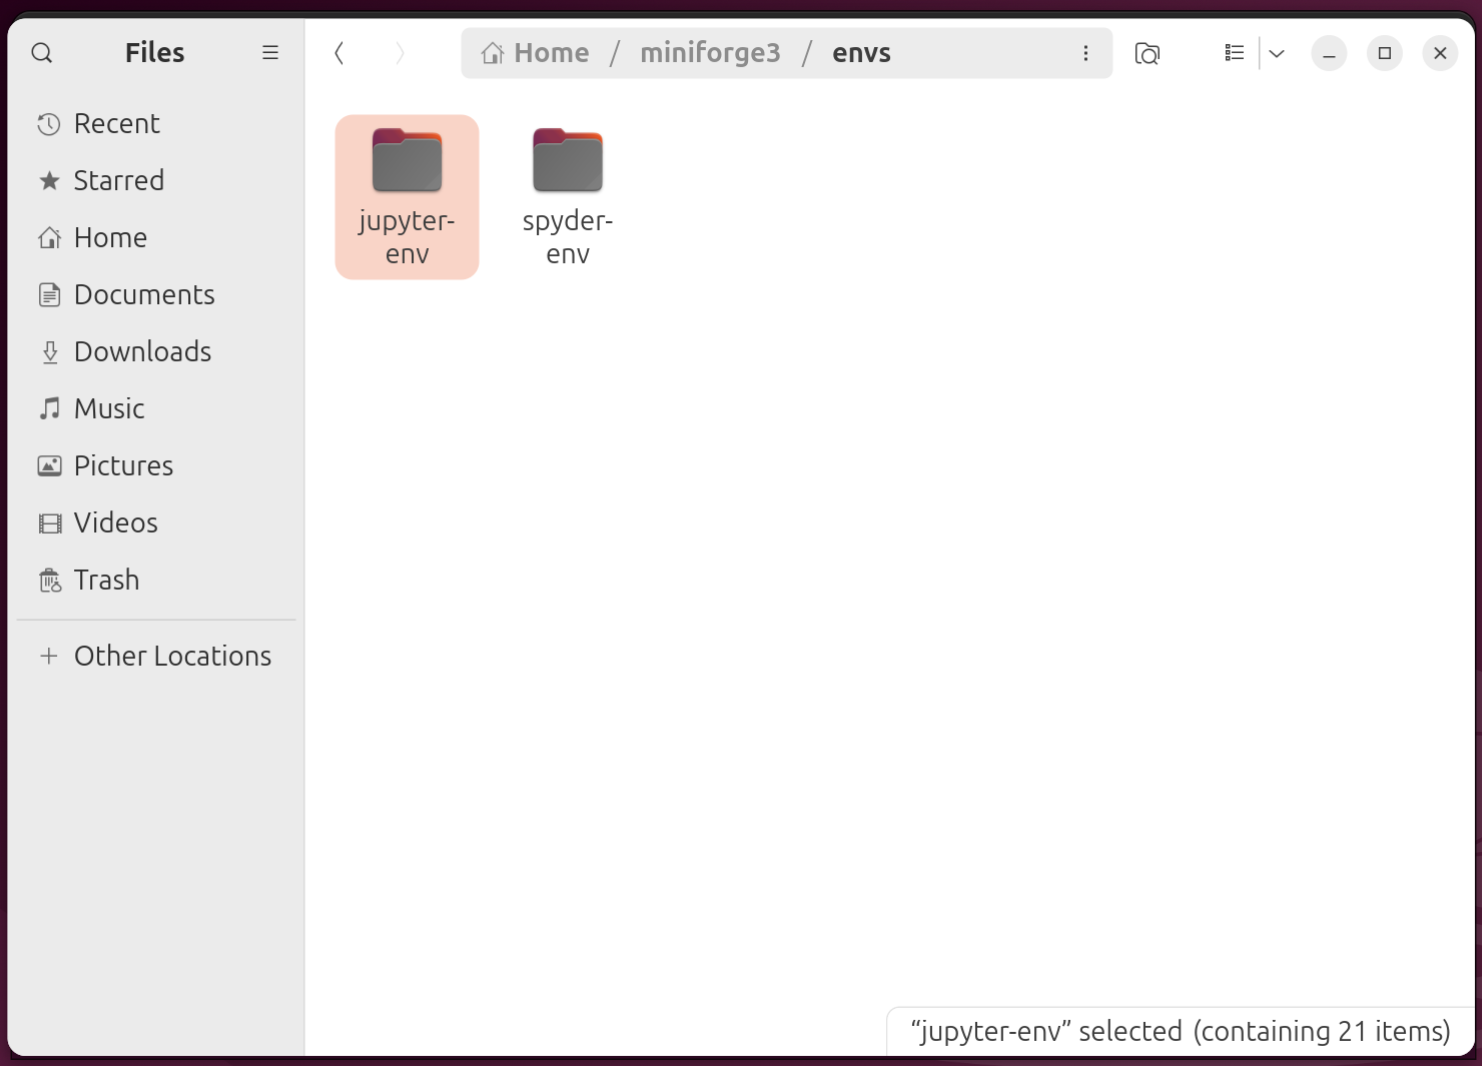 Files
Home / miniforge3 / envs
Recent
Starred
Home
Documents
Downloads
Music
Pictures
Videos
Trash
Other Locations
jupyter-
env
spyder-
env
“jupyter-env” selected (containing 21 items)